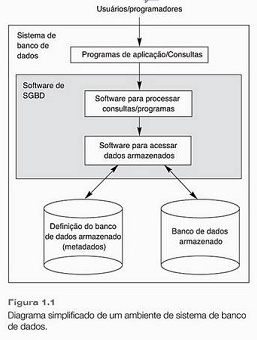 Usuários/programadores
Sistema de
banco de
dados
Programas de aplicação/Consultas
Software de
SGBD
Software para processar
consultas/programas
Software para acessar
dados armazenados
Definição do banco
de dados armazenado
(metadados)
Banco de dados
armazenado
Figura 1.1
Diagrama simplificado de um ambiente de sistema de banco
de dados.